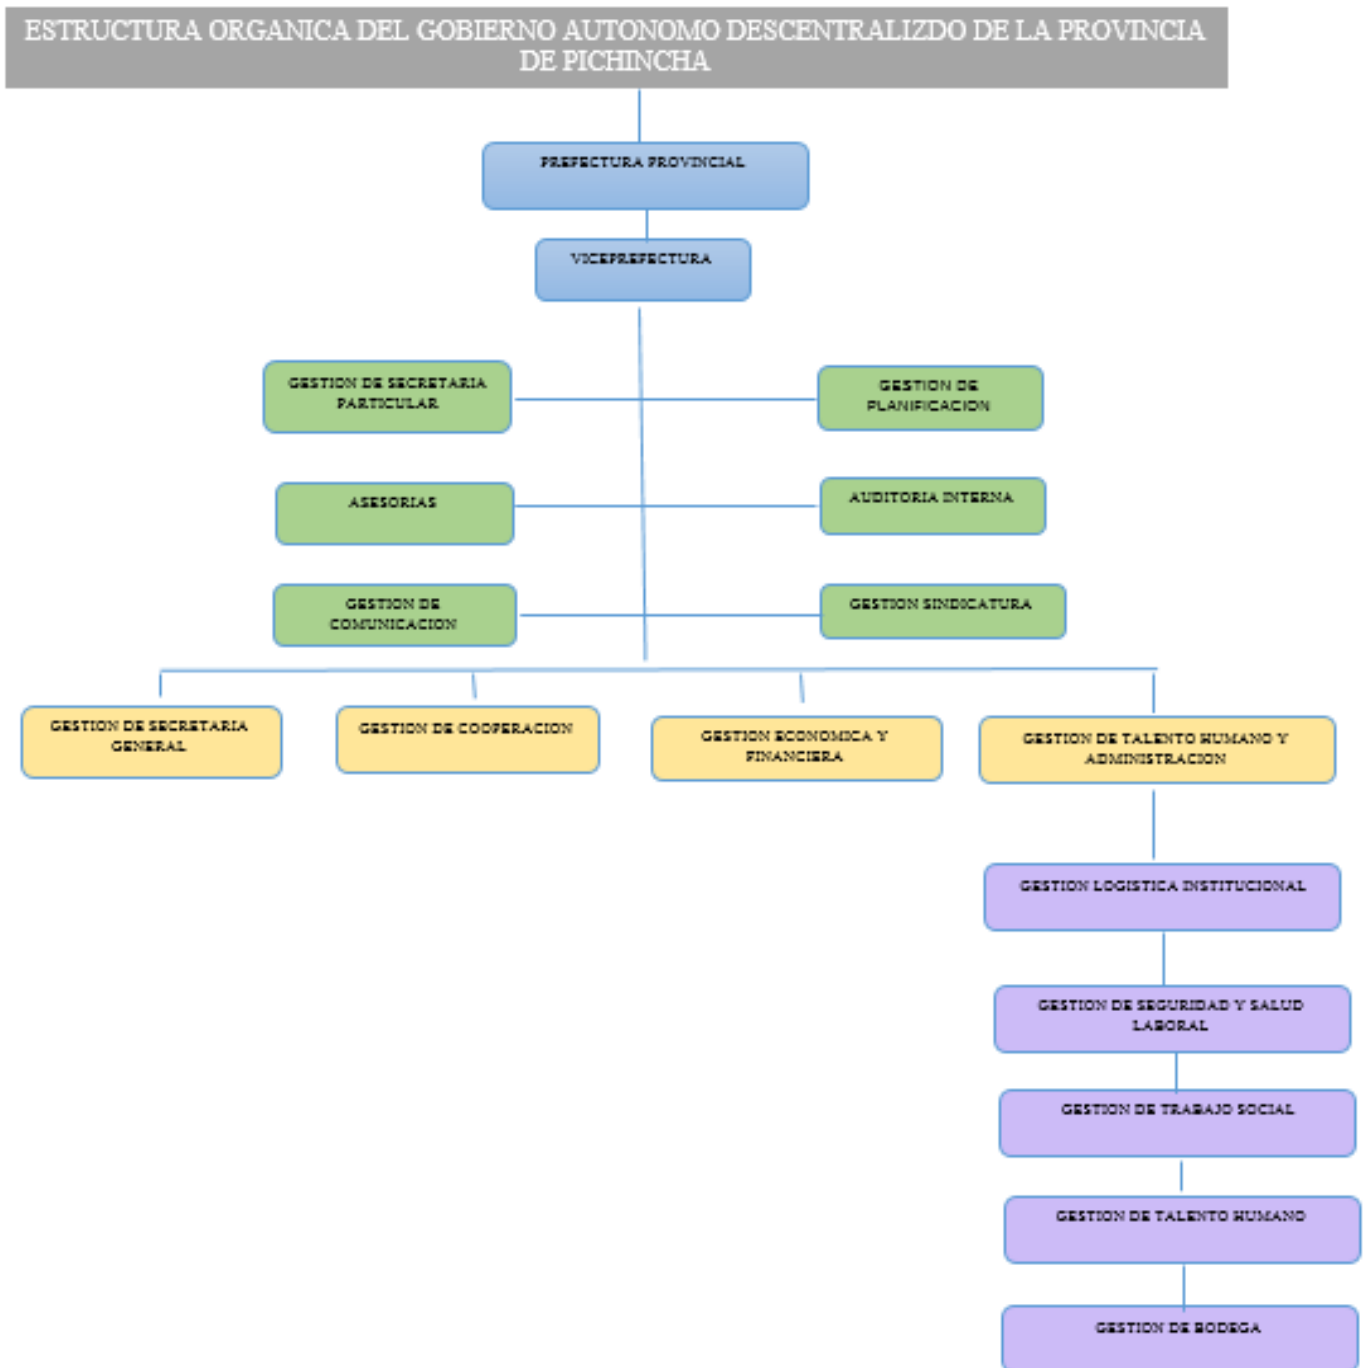 ESTRUCTURA ORGANICA DEL GOBIERNO AUTONOMO DESCENTRALIZDO DE LA PROVINCIA
DE PICHINCHA
PREFECTURA PROVINCIAL
VICEPREFECTURA
GESTION DE SECRETARIA
PARTICULAR
GESTION DE
PLANIFICACION
ASESORIAS
AUDITORIA INTERNA
GESTION DE
COMUNICACION
GESTION SINDICATURA
GESTION DE SECRETARIA
GENERAL
GESTION DE COOPERACION
GESTION ECONOMICA Y
FINANCIERA
GESTION DE TALENTO HUMANO Y
ADMINISTRACION
GESTION LOGISTICA INSTITUCIONAL
GESTION DE SEGURIDAD Y SALUD
LABORAL
GESTION DE TRABAJO SOCIAL
GESTION DE TALENTO HUMANO
GESTION DE BODEGA